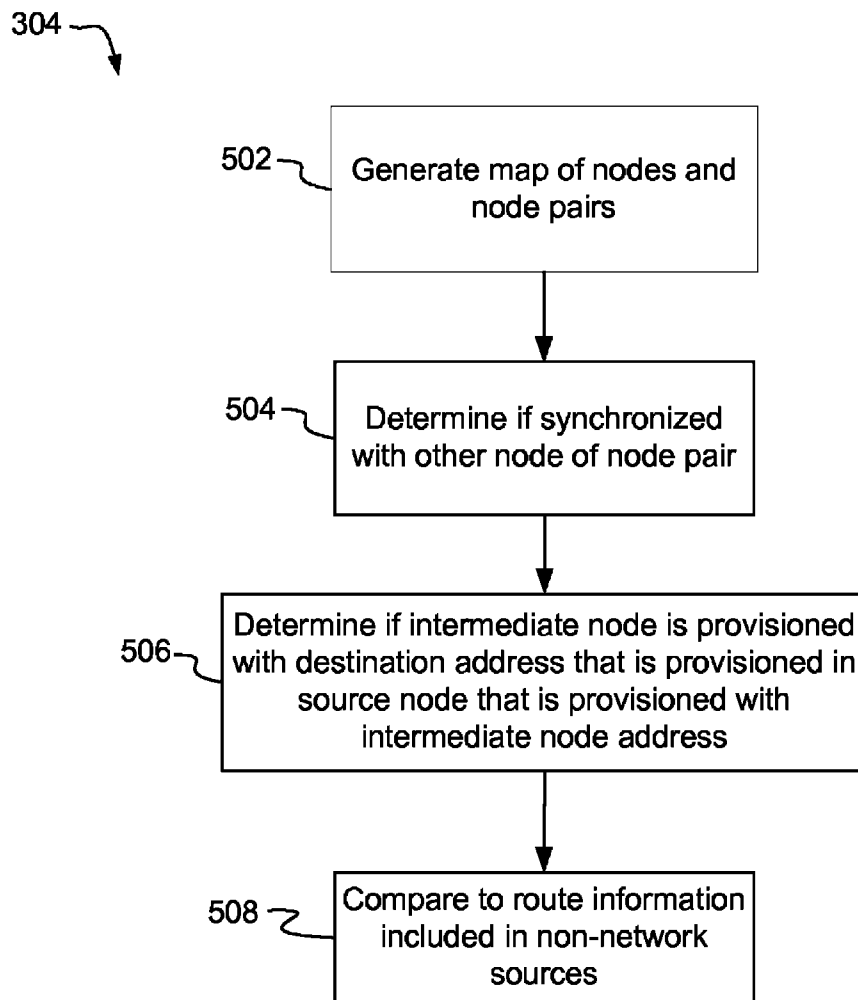 304
502
Generate map of nodes and
node pairs
504
Determine if synchronized
with other node of node pair
506
Determine if intermediate node is provisioned
with destination address that is provisioned in
source node that is provisioned with
intermediate node address
508
Compare to route information
included in non-network
sources